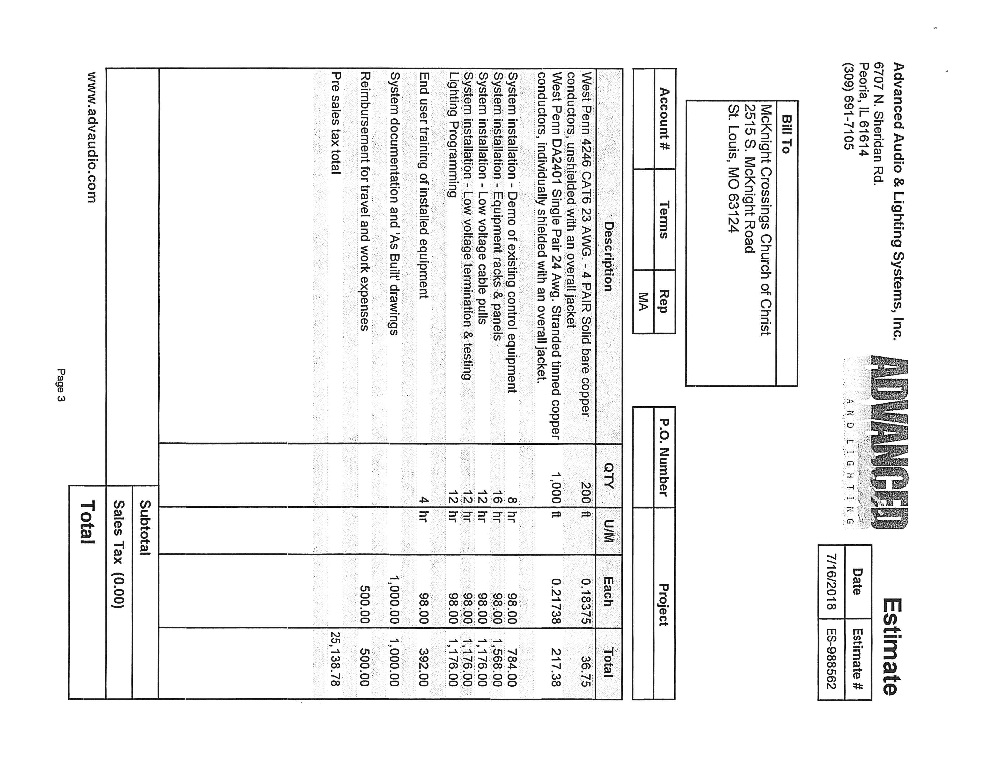 Advanced Audio & Lighting Systems, Inc.
6707 N. Sheridan Rd.
Peoria, IL 61614
(309) 691-7105
ADVANCED
AND LIGHTING
Estimate
Date Estimate #
7/16/2018 ES-988562
Bill To
McKnight Crossings Church of Christ
2515 S. McKnight Road
St. Louis, MO 63124
Account # Terms Rep P.O. Number Project
MA
Description QTY U/M Each Total
West Penn 4246 CAT6 23 AWG. - 4 PAIR Solid bare copper 200 ft 0.18375 36.75
conductors, unshielded with an overall jacket
West Penn DA2401 Single Pair 24 Awg. Stranded tinned copper 1,000 ft 0.21738 217.38
conductors, individually shielded with an overall jacket.
System installation - Demo of existing control equipment 8 hr 98.00 784.00
System installation - Equipment racks & panels 16 hr 98.00 1,568.00
System installation - Low voltage cable pulls 12 hr 98.00 1,176.00
System installation - Low voltage termination & testing 12 hr 98.00 1,176.00
Lighting Programming 12 hr 98.00 1,176.00
End user training of installed equipment 4 hr 98.00 392.00
System documentation and 'As Built' drawings 1,000.00 1,000.00
Reimbursement for travel and work expenses 500.00 500.00
Pre sales tax total 25,138.78
Subtotal
Sales Tax (0.00)
Total
www.advaudio.com
Page 3